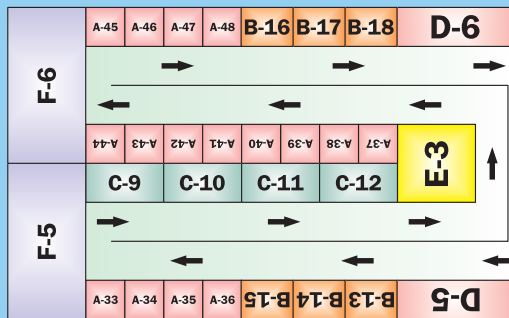 A-45 A-46 A-47 A-48 B-16 B-17 B-18 D-6
F-6
A-44 A-43 A-42 A-41 A-40 A-39 A-38 A-37
E-3
C-9 C-10 C-11 C-12
F-5
A-33 A-34 A-35 A-36 B-15 B-14 B-13 D-5